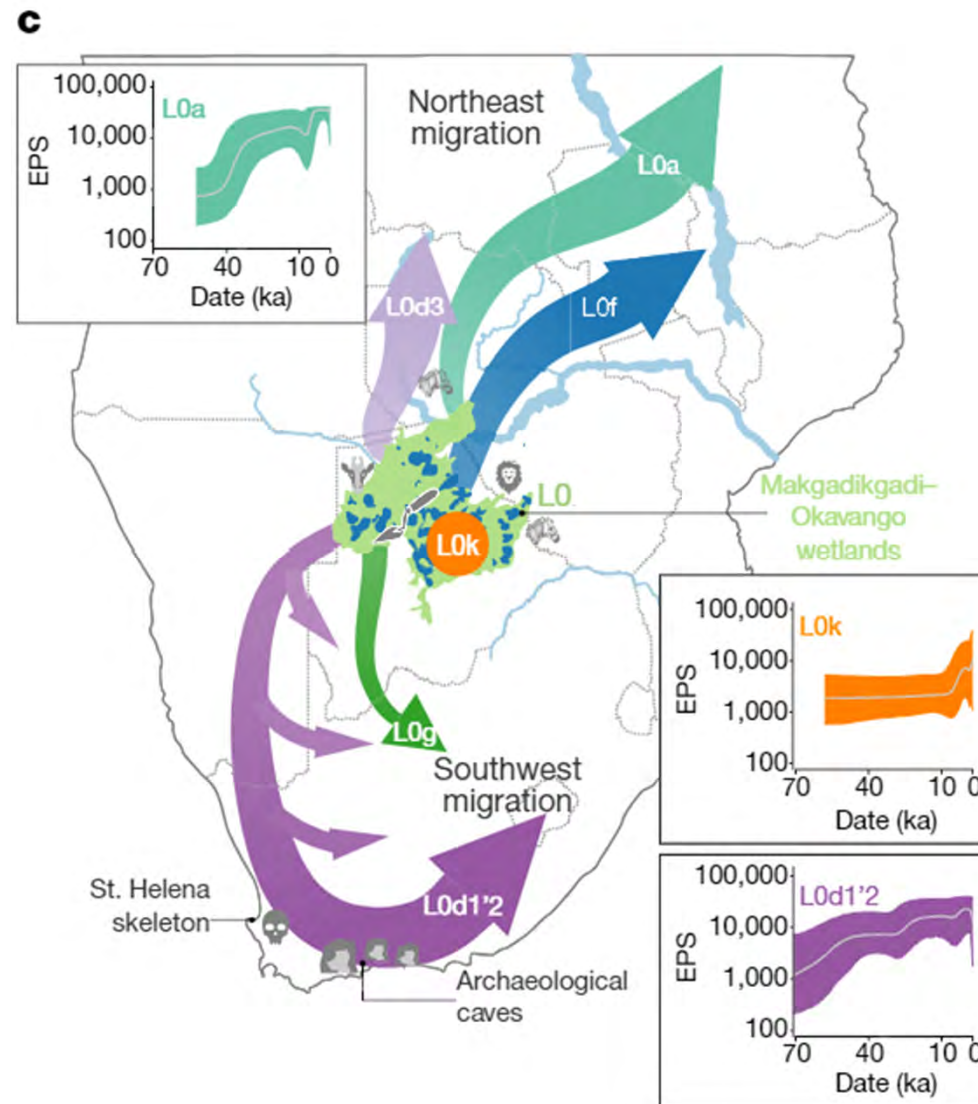 c
100,000
10,000
1,000
100
EPS
L0a
70
40
10
0
Date (ka)
Northeast
migration
L0a
L0d3
L0f
L0
L0k
Makgadikgadi–
Okavango
wetlands
L0g
Southwest
migration
L0d1’2
St. Helena
skeleton
Archaeological
caves
100,000
10,000
1,000
100
EPS
L0k
70
40
10
0
Date (ka)
100,000
10,000
1,000
100
EPS
L0d1’2
70
40
10
0
Date (ka)